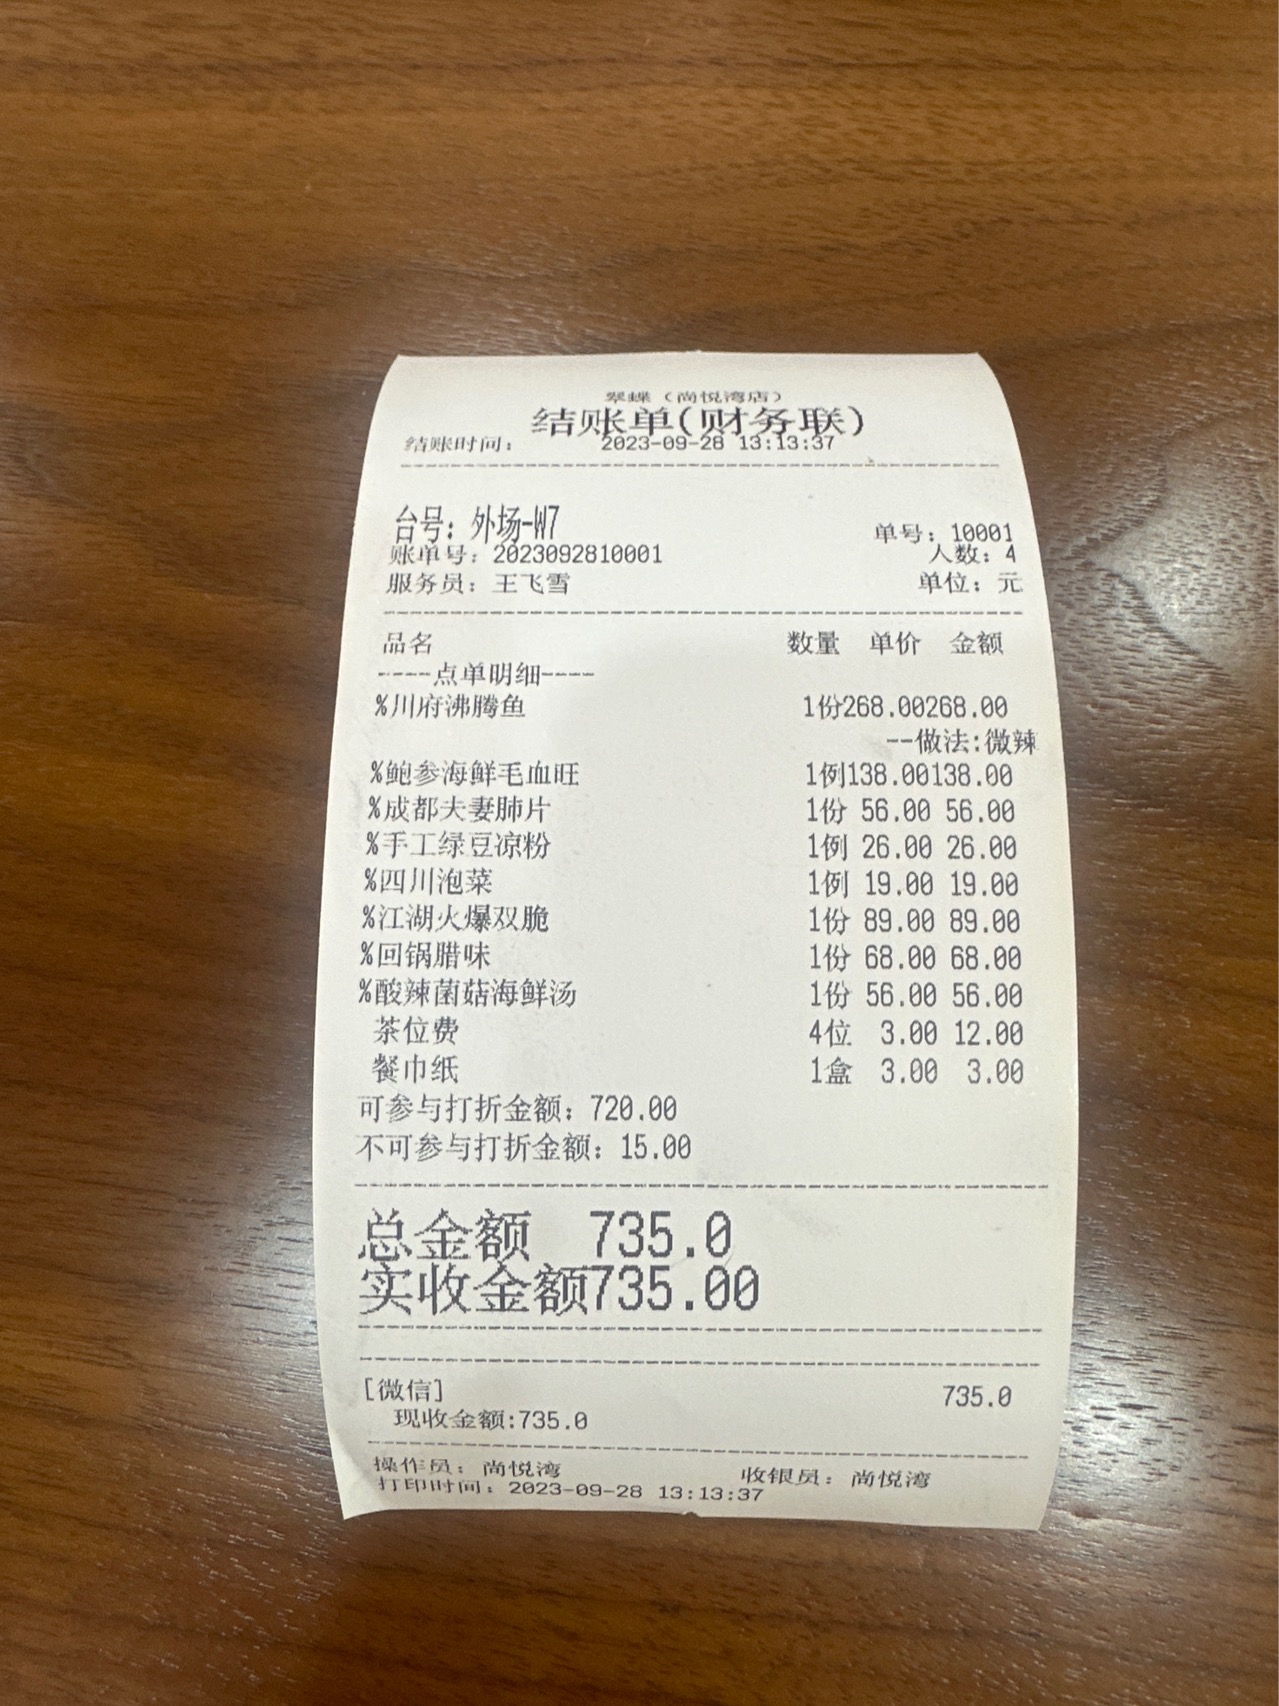 翠蝶（尚悦湾店）
结账单(财务联)
结账时间： 2023-09-28 13:13:37
台号：外场-W7
单号：10001
账单号：2023092810001 人数：4
服务员：王飞雪 单位：元
品名 数量 单价 金额
----点单明细----
%川府沸腾鱼 1份268.00268.00
--做法:微辣
%鲍参海鲜毛血旺 1例138.00138.00
%成都夫妻肺片 1份 56.00 56.00
%手工绿豆凉粉 1例 26.00 26.00
%四川泡菜 1例 19.00 19.00
%江湖火爆双脆 1份 89.00 89.00
%回锅腊味 1份 68.00 68.00
%酸辣菌菇海鲜汤 1份 56.00 56.00
茶位费 4位 3.00 12.00
餐巾纸 1盒 3.00 3.00
可参与打折金额：720.00
不可参与打折金额：15.00
总金额 735.0
实收金额735.00
[微信] 735.0
现收金额:735.0
操作员：尚悦湾 收银员：尚悦湾
打印时间：2023-09-28 13:13:37